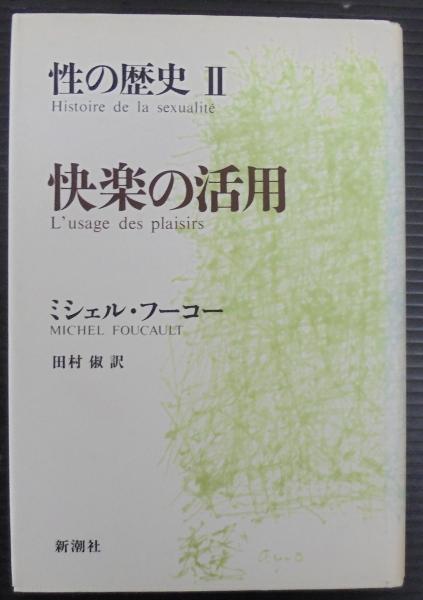 性の歴史 Ⅱ
Histoire de la sexualité
快楽の活用
L'usage des plaisirs
ミシェル・フーコー
MICHEL FOUCAULT
田村 俶 訳
新潮社